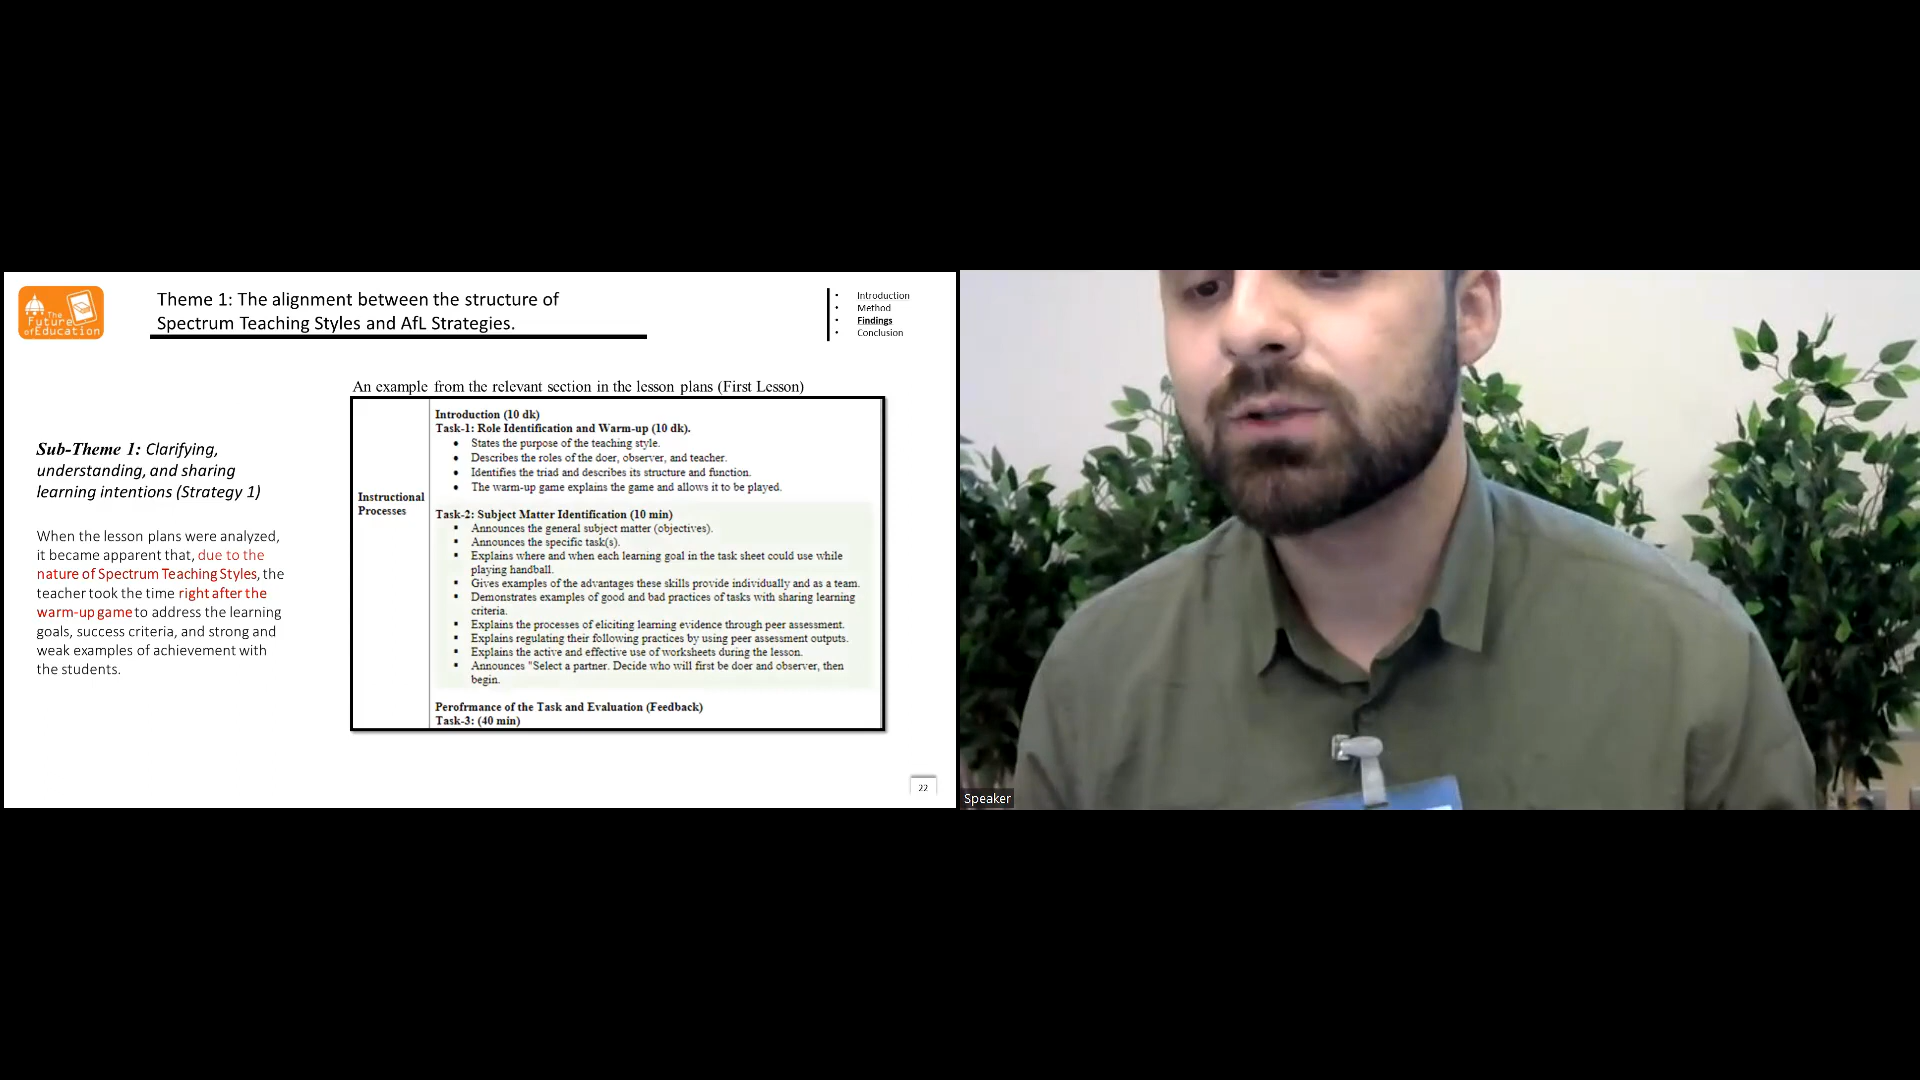 The
Future
of Education
Theme 1: The alignment between the structure of
Spectrum Teaching Styles and AfL Strategies.
• Introduction
• Method
• Findings
• Conclusion
Sub-Theme 1: Clarifying,
understanding, and sharing
learning intentions (Strategy 1)
When the lesson plans were analyzed,
it became apparent that, due to the
nature of Spectrum Teaching Styles, the
teacher took the time right after the
warm-up game to address the learning
goals, success criteria, and strong and
weak examples of achievement with
the students.
An example from the relevant section in the lesson plans (First Lesson)
Instructional
Processes
Introduction (10 dk)
Task-1: Role Identification and Warm-up (10 dk).
• States the purpose of the teaching style.
• Describes the roles of the doer, observer, and teacher.
• Identifies the triad and describes its structure and function.
• The warm-up game explains the game and allows it to be played.
Task-2: Subject Matter Identification (10 min)
▪ Announces the general subject matter (objectives).
▪ Announces the specific task(s).
▪ Explains where and when each learning goal in the task sheet could use while
playing handball.
▪ Gives examples of the advantages these skills provide individually and as a team.
▪ Demonstrates examples of good and bad practices of tasks with sharing learning
criteria.
▪ Explains the processes of eliciting learning evidence through peer assessment.
▪ Explains regulating their following practices by using peer assessment outputs.
▪ Explains the active and effective use of worksheets during the lesson.
▪ Announces "Select a partner. Decide who will first be doer and observer, then
begin.
Perofrmance of the Task and Evaluation (Feedback)
Task-3: (40 min)
22
Speaker